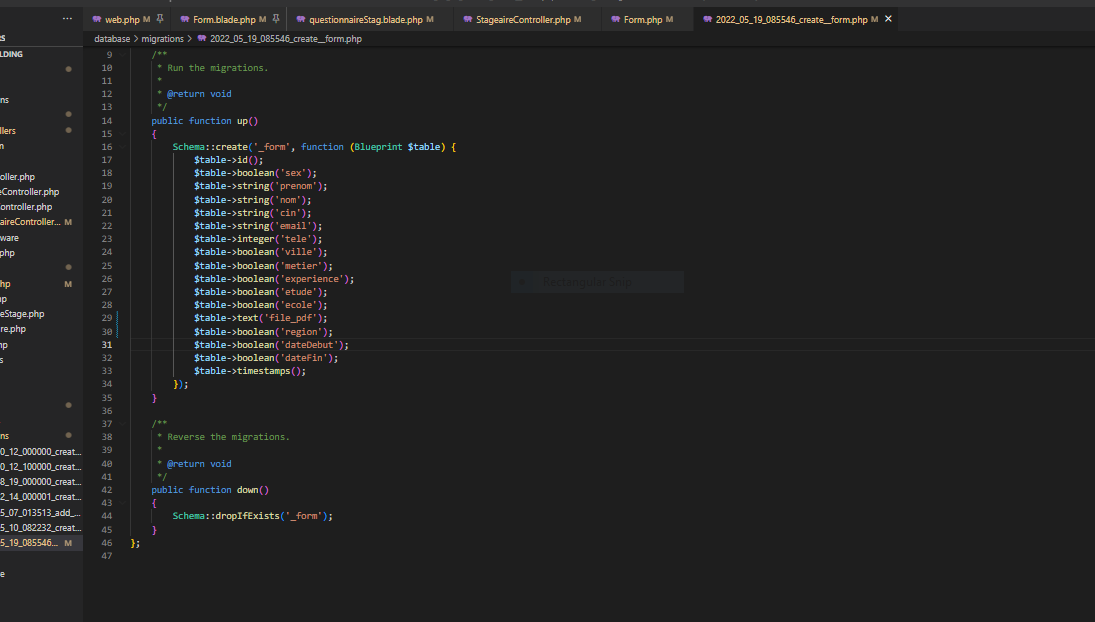 web.php M
Form.blade.php M
questionnaireStag.blade.php M
StageaireController.php M
Form.php M
2022_05_19_085546_create__form.php M ×
database > migrations > 2022_05_19_085546_create__form.php
LDING
ns
llers
n
oller.php
eController.php
ontroller.php
aireController... M
ware
php
hp M
p
eStage.php
re.php
hp
s
ns
0_12_000000_creat...
0_12_100000_creat...
8_19_000000_creat...
2_14_000001_creat...
5_07_013513_add_...
5_10_082232_creat...
5_19_085546... M
e
9 /**
10 * Run the migrations.
11 *
12 * @return void
13 */
14 public function up()
15 {
16 Schema::create('_form', function (Blueprint $table) {
17 $table->id();
18 $table->boolean('sex');
19 $table->string('prenom');
20 $table->string('nom');
21 $table->string('cin');
22 $table->string('email');
23 $table->integer('tele');
24 $table->boolean('ville');
25 $table->boolean('metier');
26 $table->boolean('experience');
27 $table->boolean('etude');
28 $table->boolean('ecole');
29 $table->text('file_pdf');
30 $table->boolean('region');
31 $table->boolean('dateDebut');
32 $table->boolean('dateFin');
33 $table->timestamps();
34 });
35 }
36
37 /**
38 * Reverse the migrations.
39 *
40 * @return void
41 */
42 public function down()
43 {
44 Schema::dropIfExists('_form');
45 }
46 };
47
Rectangular Snip